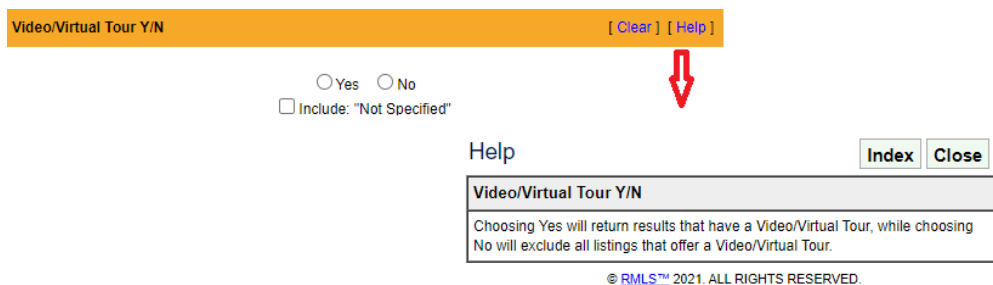 Video/Virtual Tour Y/N [ Clear ] [ Help ]
Yes No
Include: "Not Specified"
Help Index Close
Video/Virtual Tour Y/N
Choosing Yes will return results that have a Video/Virtual Tour, while choosing
No will exclude all listings that offer a Video/Virtual Tour.
© RMLS™ 2021. ALL RIGHTS RESERVED.